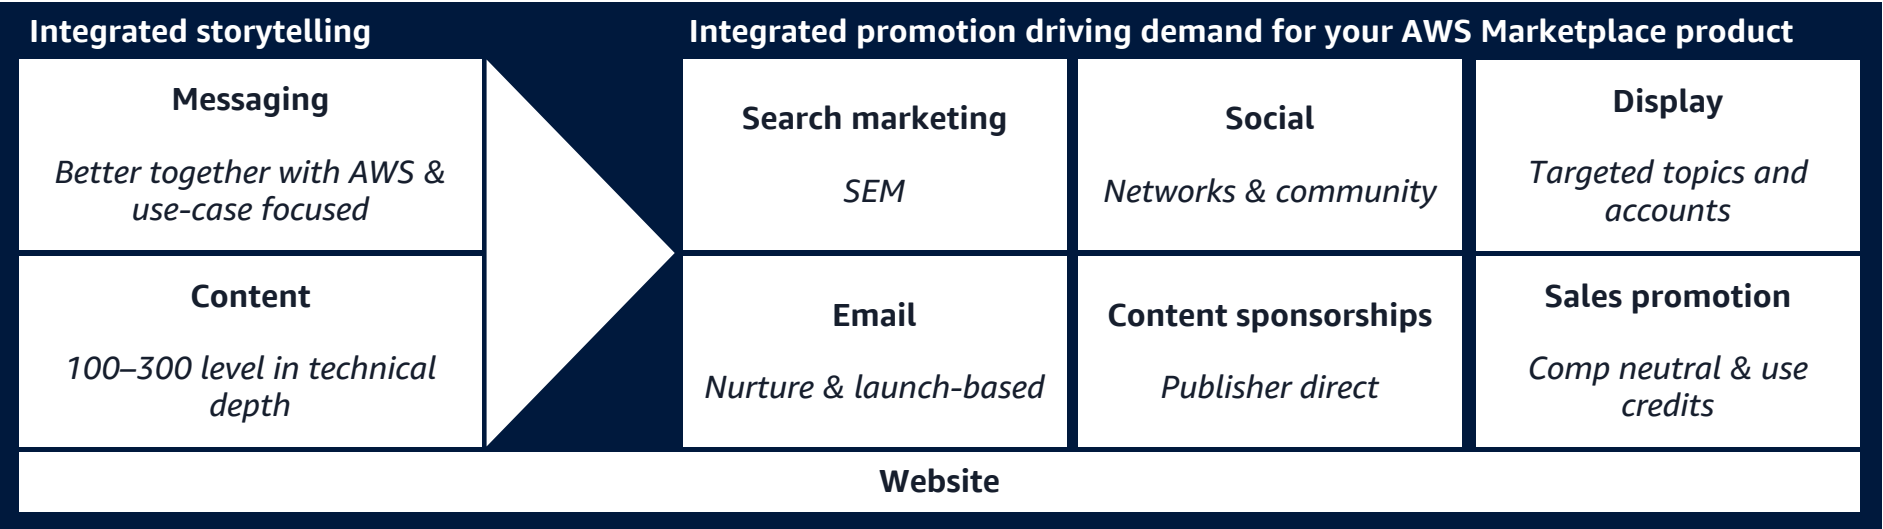 Integrated storytelling
Integrated promotion driving demand for your AWS Marketplace product
Messaging
Better together with AWS &
use-case focused
Content
100–300 level in technical
depth
Search marketing
SEM
Social
Networks & community
Display
Targeted topics and
accounts
Email
Nurture & launch-based
Content sponsorships
Publisher direct
Sales promotion
Comp neutral & use
credits
Website